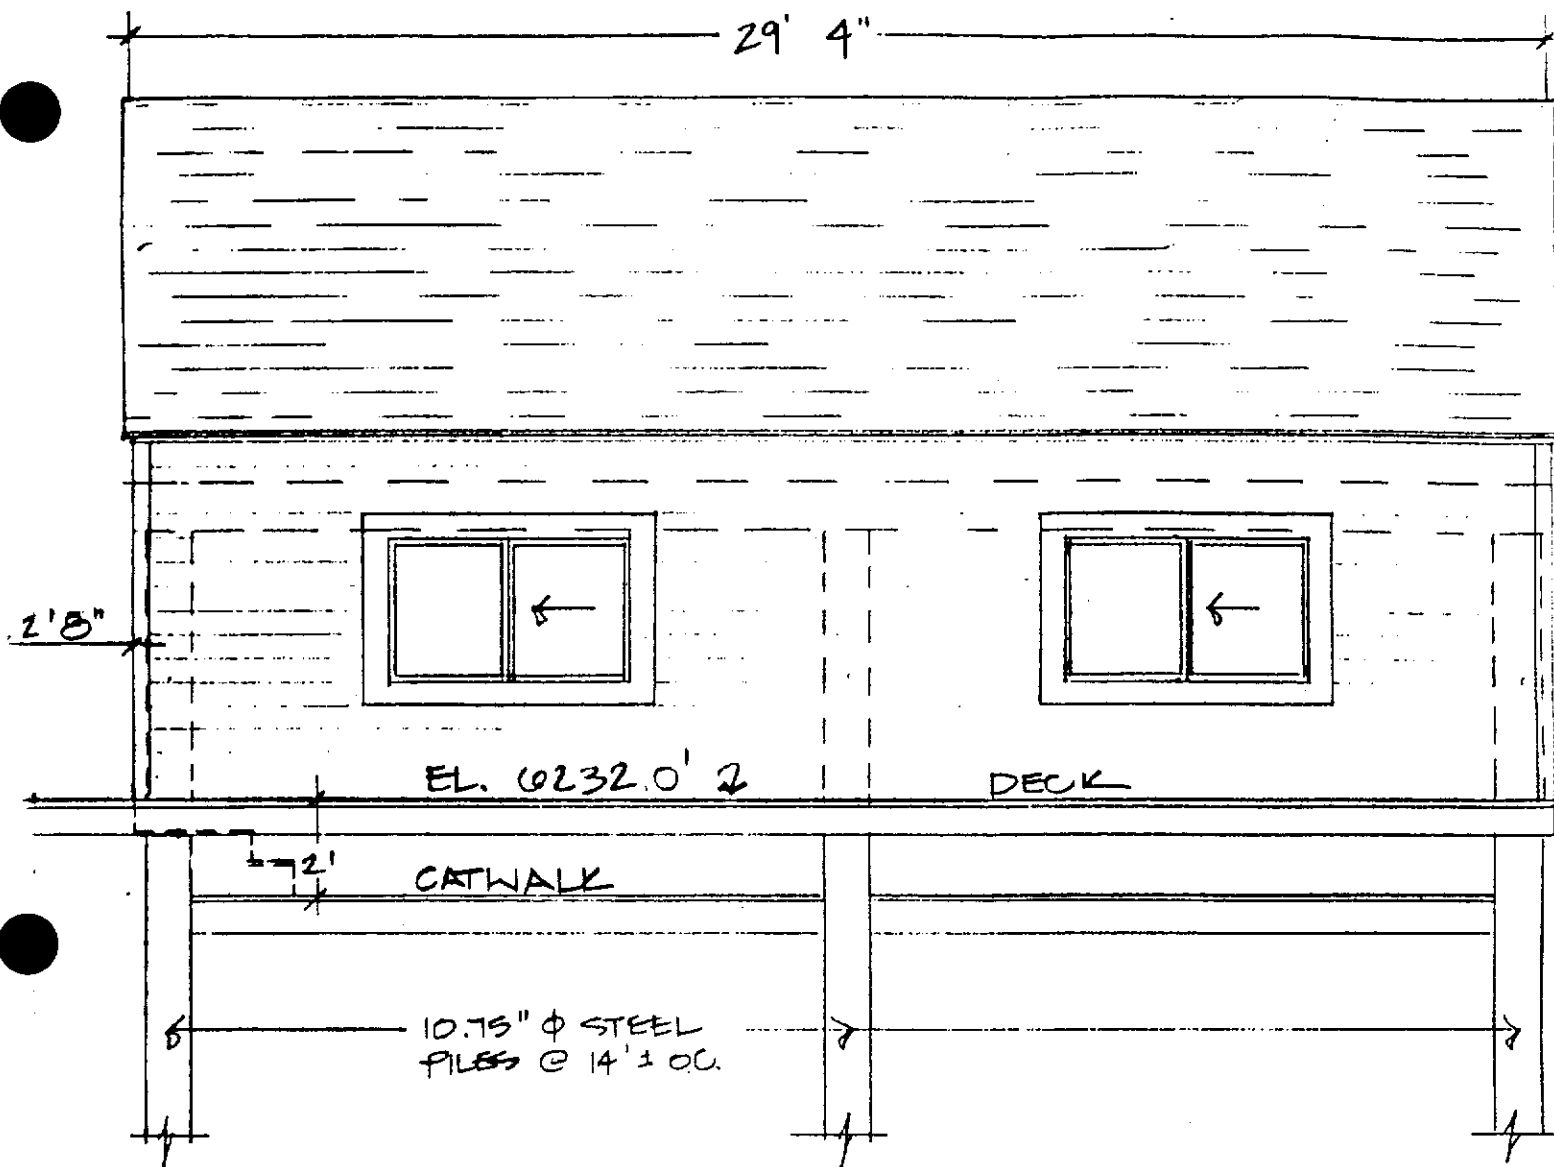 29' 4"
2'8"
EL. 6232.0'
DECK
2'
CATWALK
10.75" ⌀ STEEL
PILES @ 14'± O.C.